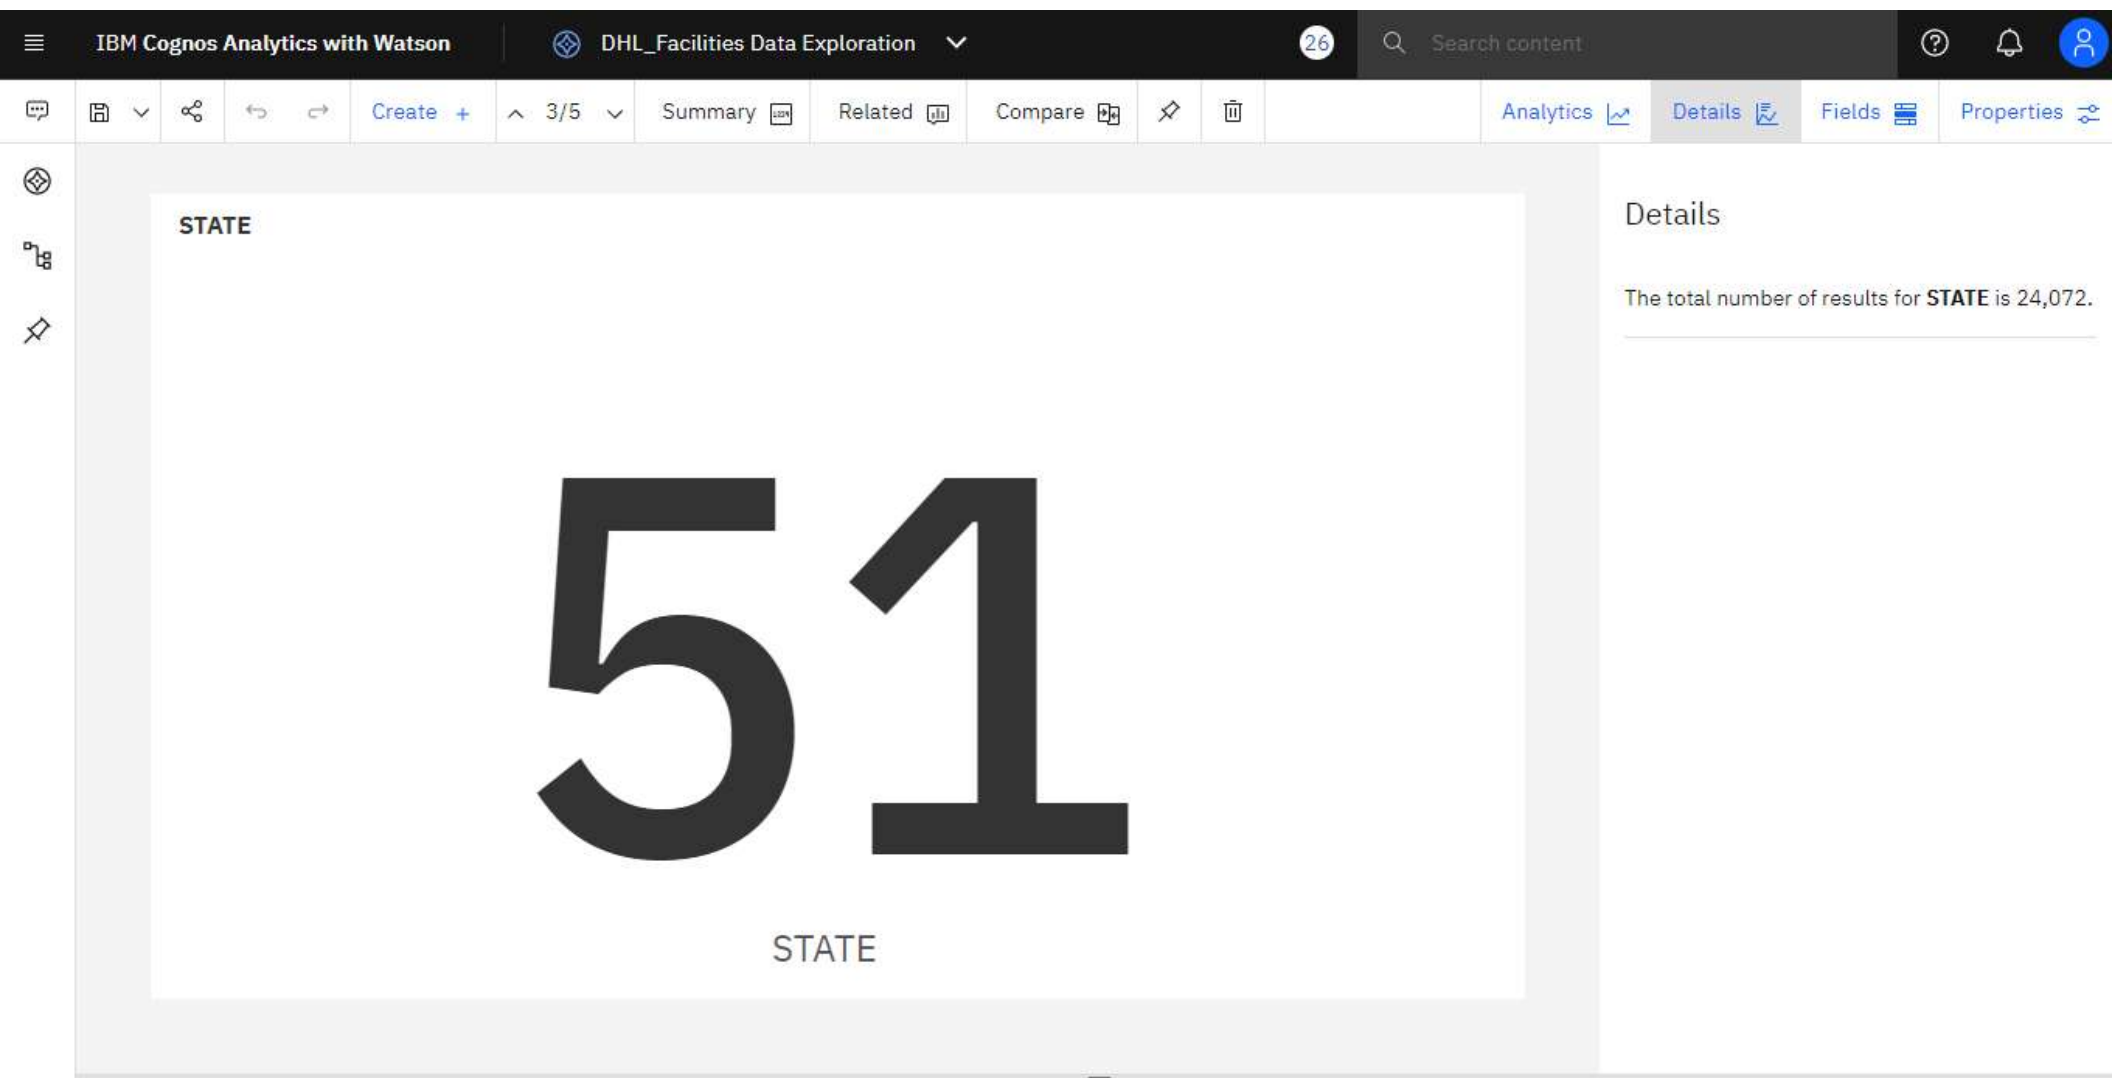 IBM Cognos Analytics with Watson
DHL_Facilities Data Exploration
26
Search content
Create +
3/5
Summary
Related
Compare
Analytics
Details
Fields
Properties
STATE
51
STATE
Details
The total number of results for STATE is 24,072.